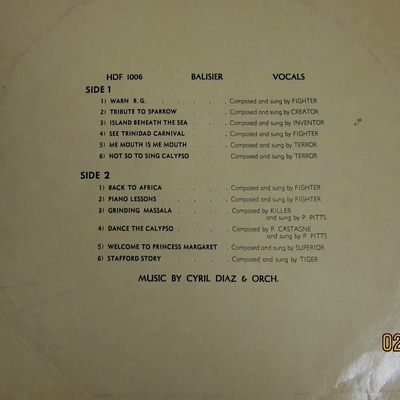 HDF 1006 BALISIER VOCALS
SIDE 1
1) WARN B.G. . . . . . Composed and sung by FIGHTER
2) TRIBUTE TO SPARROW . . . Composed and sung by CREATOR
3) ISLAND BENEATH THE SEA . . . Composed and sung by INVENTOR
4) SEE TRINIDAD CARNIVAL . . . Composed and sung by FIGHTER
5) ME MOUTH IS ME MOUTH . . . Composed and sung by TERROR
6) NOT SO TO SING CALYPSO . . . Composed and sung by TERROR
SIDE 2
1) BACK TO AFRICA . . . . Composed and sung by FIGHTER
2) PIANO LESSONS . . . . Composed and sung by FIGHTER
3) GRINDING MASSALA . . . . Composed by KILLER
and sung by P. PITTS
4) DANCE THE CALYPSO . . . . Composed by P. CASTAGNE
and sung by P. PITTS
5) WELCOME TO PRINCESS MARGARET . Composed and sung by SUPERIOR
6) STAFFORD STORY . . . . Composed and sung by TIGER
MUSIC BY CYRIL DIAZ & ORCH.
02